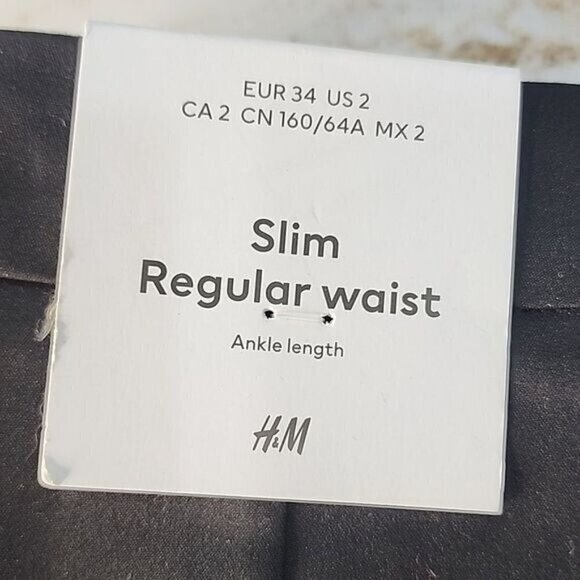 EUR 34 US 2
CA 2 CN 160/64A MX 2
Slim
Regular waist
Ankle length
H&M